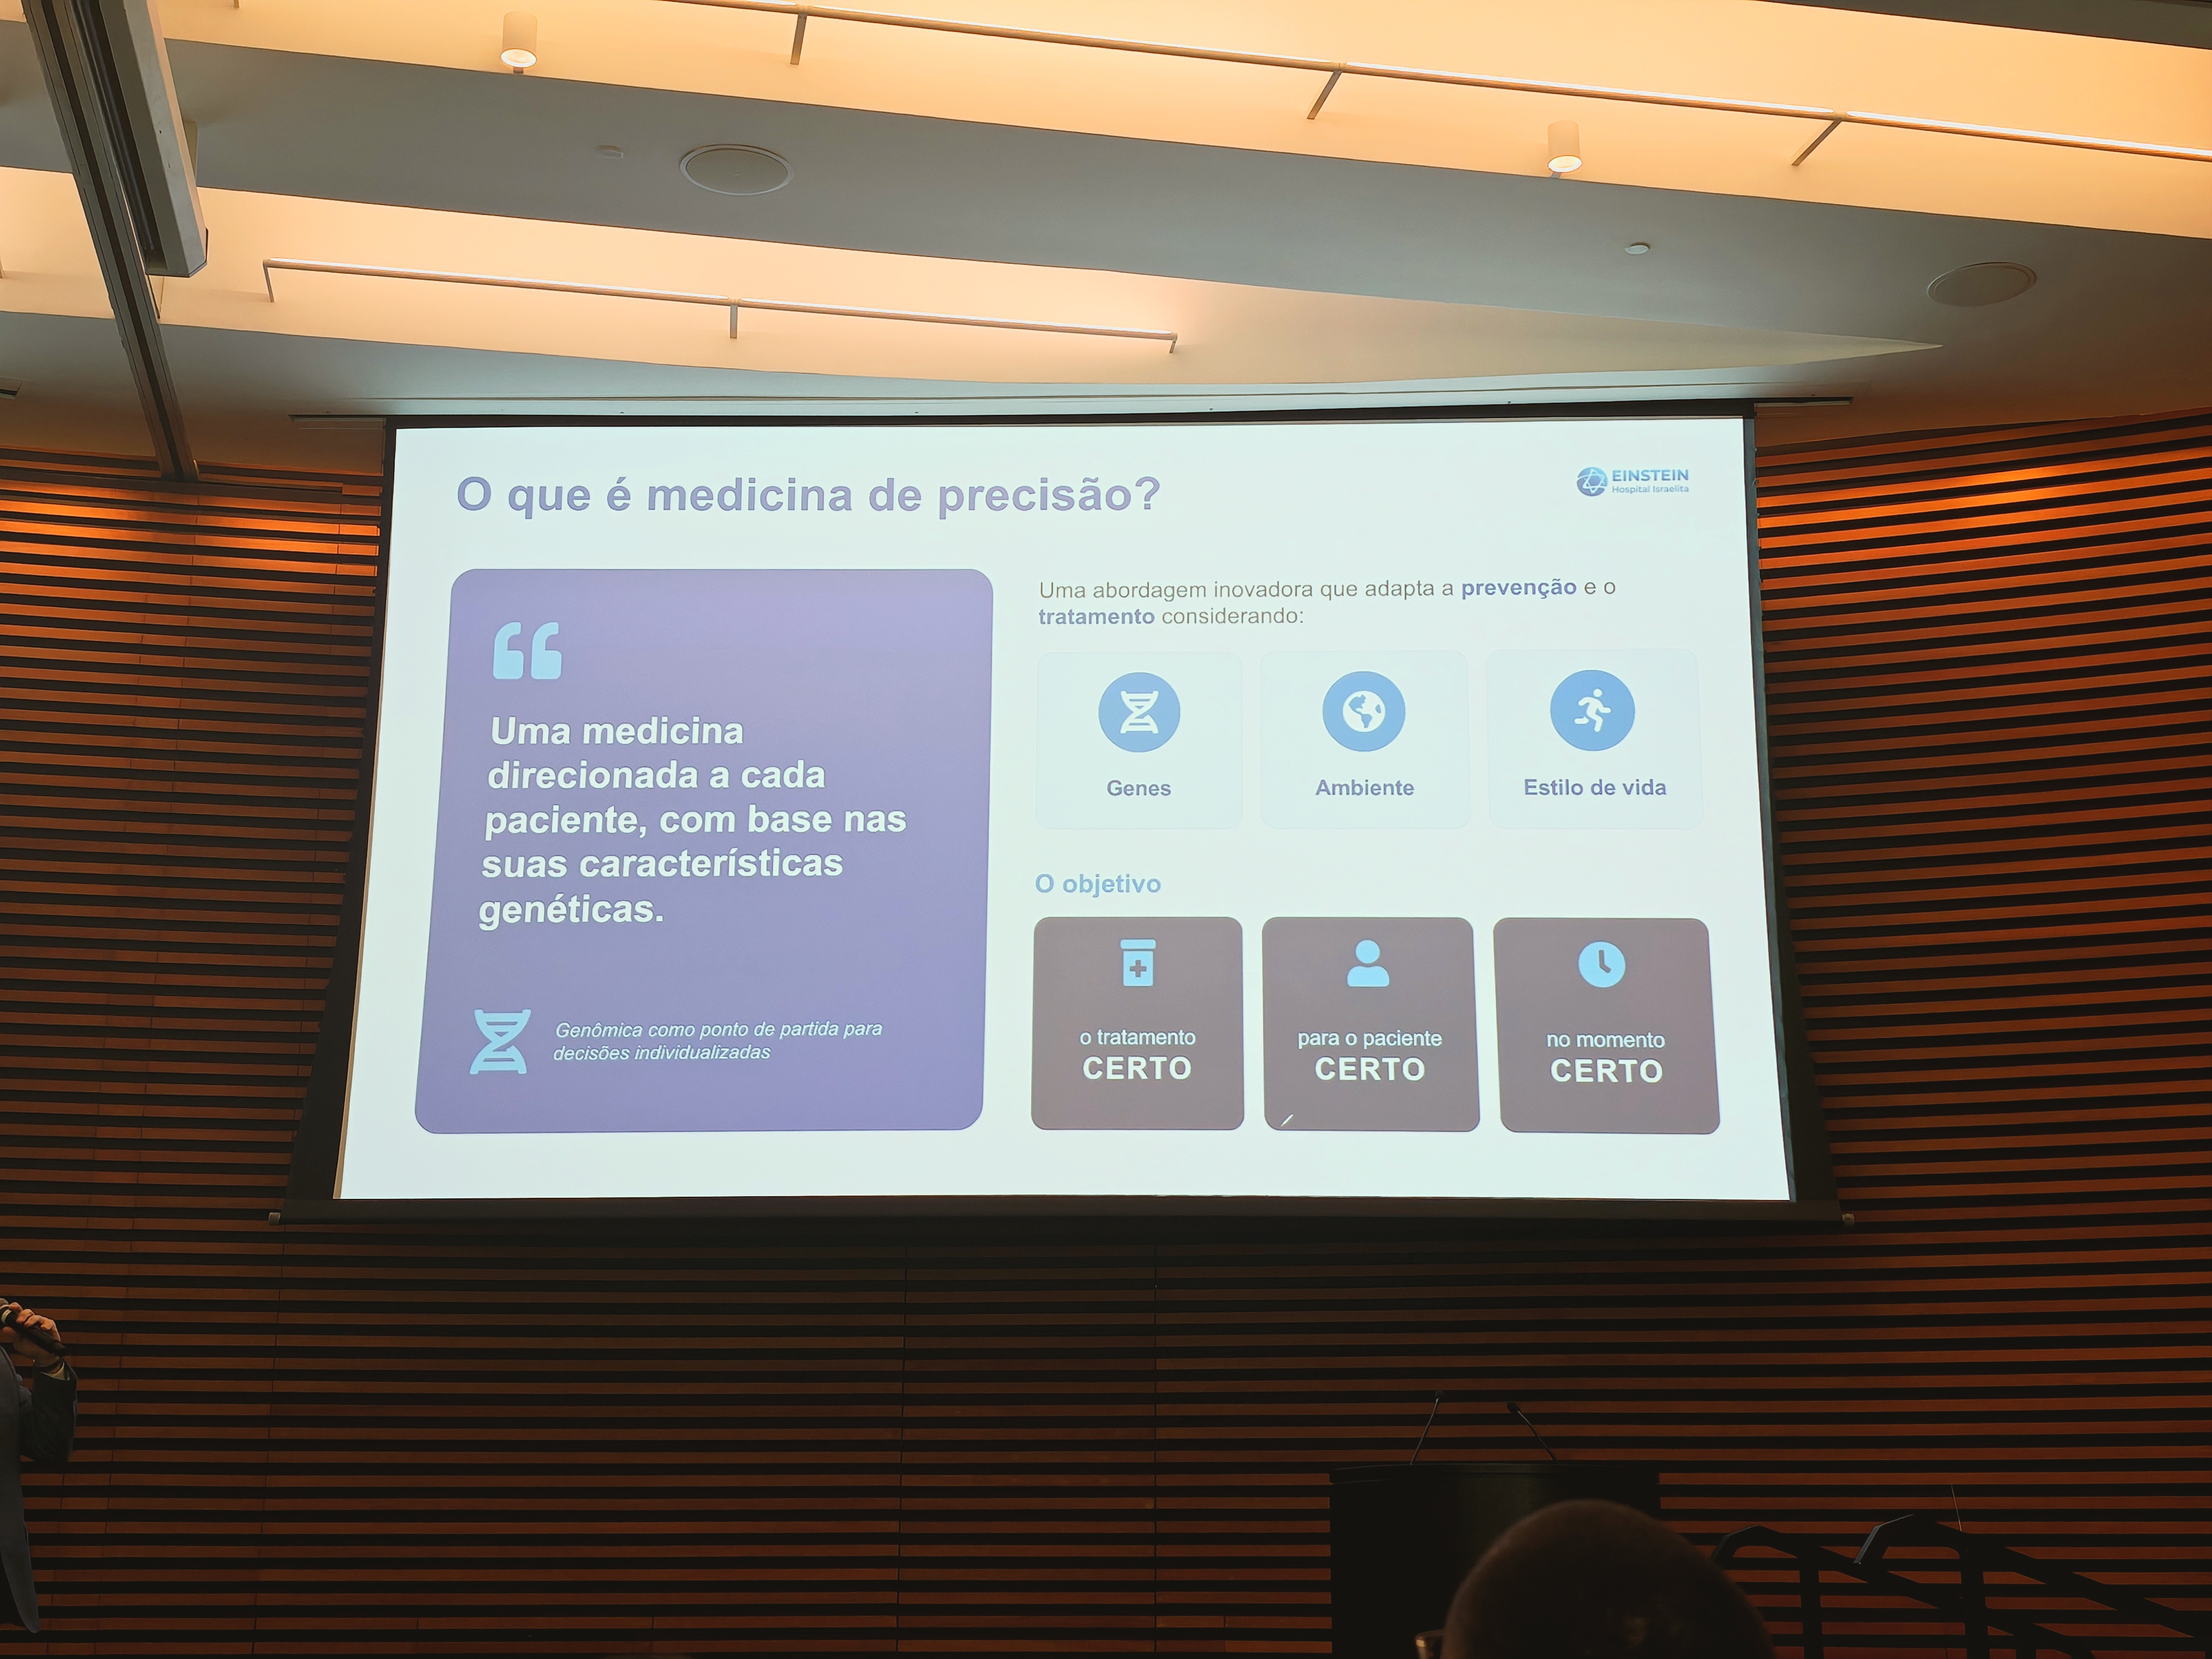 O que é medicina de precisão?
EINSTEIN
Hospital Israelita
Uma medicina
direcionada a cada
paciente, com base nas
suas características
genéticas.
Genômica como ponto de partida para
decisões individualizadas
Uma abordagem inovadora que adapta a prevenção e o
tratamento considerando:
Genes
Ambiente
Estilo de vida
O objetivo
o tratamento
CERTO
para o paciente
CERTO
no momento
CERTO